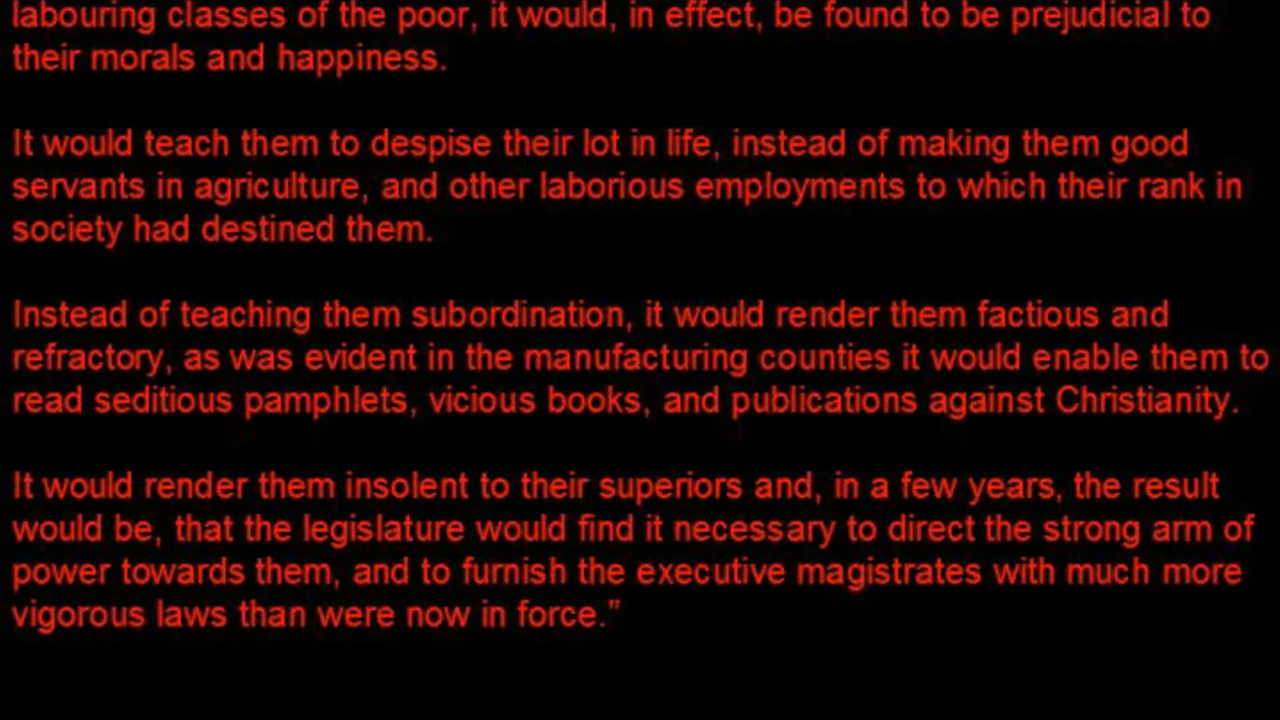 labouring classes of the poor, it would, in effect, be found to be prejudicial to
their morals and happiness.
It would teach them to despise their lot in life, instead of making them good
servants in agriculture, and other laborious employments to which their rank in
society had destined them.
Instead of teaching them subordination, it would render them factious and
refractory, as was evident in the manufacturing counties it would enable them to
read seditious pamphlets, vicious books, and publications against Christianity.
It would render them insolent to their superiors and, in a few years, the result
would be, that the legislature would find it necessary to direct the strong arm of
power towards them, and to furnish the executive magistrates with much more
vigorous laws than were now in force."